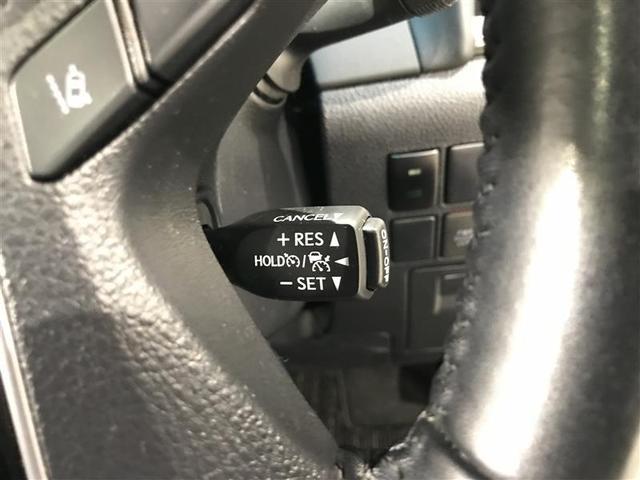 CANCEL▼
+ RES ▲
HOLD / ◄
− SET ▼
ON-OFF